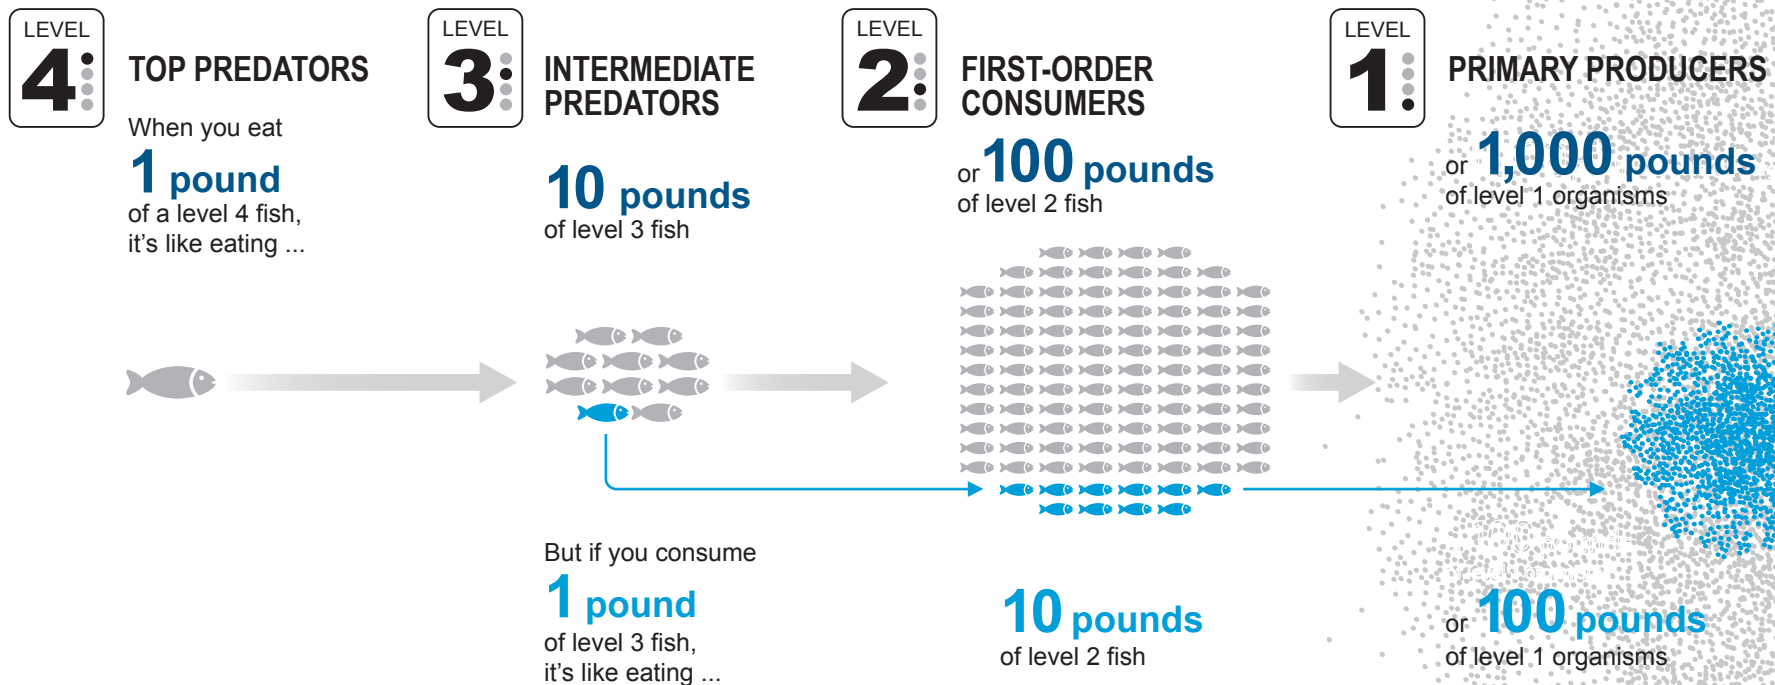 LEVEL
4
TOP PREDATORS
When you eat
1 pound
of a level 4 fish,
it’s like eating ...
LEVEL
3
INTERMEDIATE
PREDATORS
10 pounds
of level 3 fish
LEVEL
2
FIRST-ORDER
CONSUMERS
or 100 pounds
of level 2 fish
LEVEL
1
PRIMARY PRODUCERS
or 1,000 pounds
of level 1 organisms
But if you consume
1 pound
of level 3 fish,
it’s like eating ...
10 pounds
of level 2 fish
or 100 pounds
of level 1 organisms